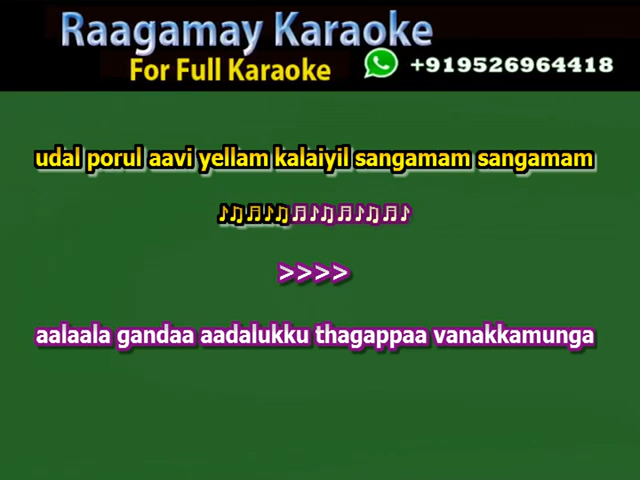 Raagamay Karaoke
For Full Karaoke +919526964418
udal porul aavi yellam kalaiyil sangamam sangamam
♪♫♬♪♫♬♪♫♬♪♫♬♪
>>>>
aalaala gandaa aadalukku thagappaa vanakkamunga